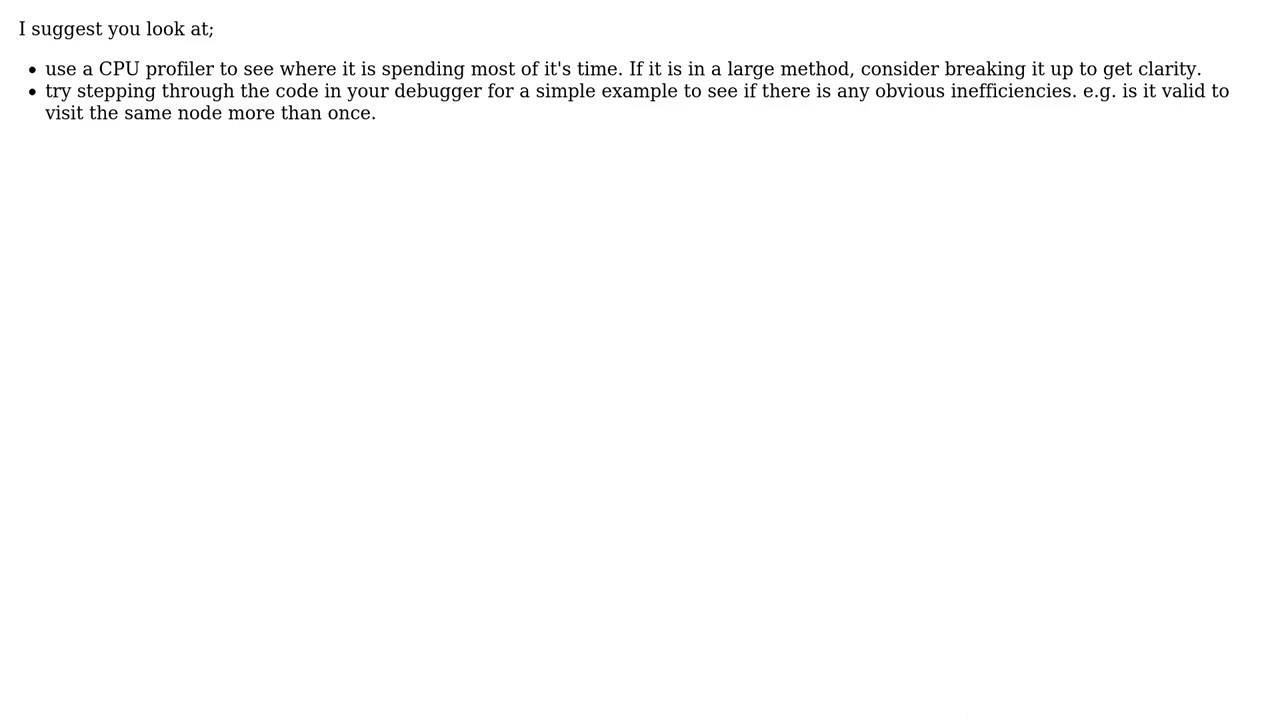 I suggest you look at;
• use a CPU profiler to see where it is spending most of it's time. If it is in a large method, consider breaking it up to get clarity.
• try stepping through the code in your debugger for a simple example to see if there is any obvious inefficiencies. e.g. is it valid to
visit the same node more than once.